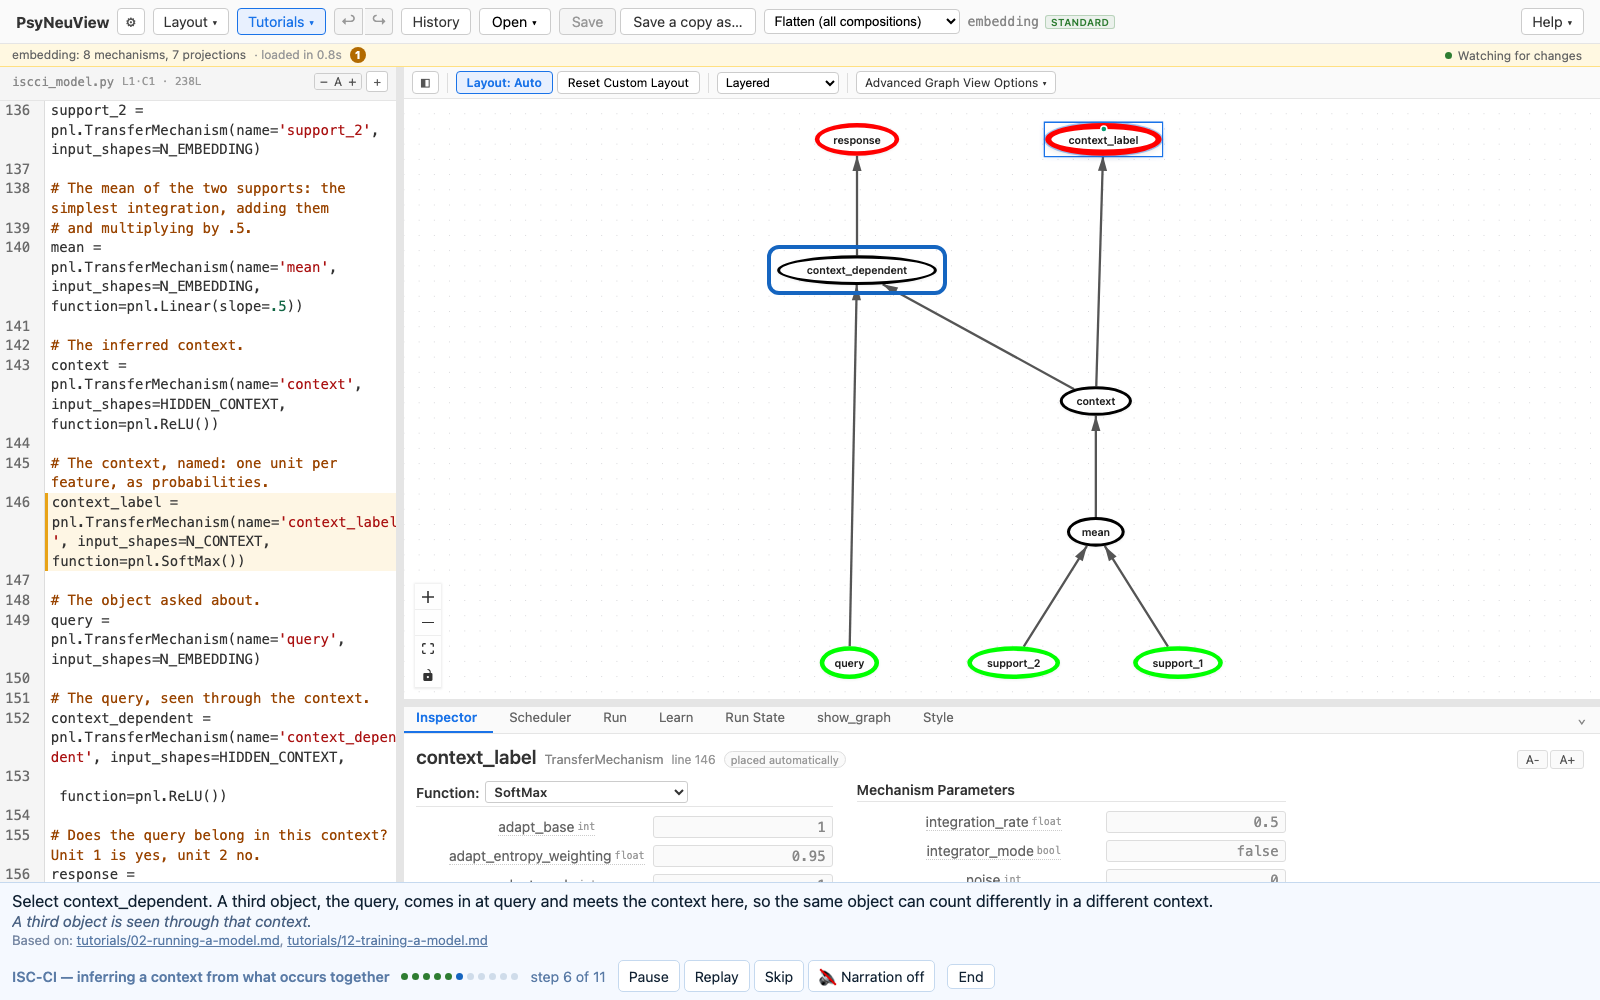 PsyNeuView ⚙ Layout ▾ Tutorials ▾ History Open ▾ Save Save a copy as... Flatten (all compositions) embedding STANDARD Help ▾
embedding: 8 mechanisms, 7 projections · loaded in 0.8s 1 Watching for changes
iscci_model.py L1·C1 · 238L − A + +
Layout: Auto Reset Custom Layout Layered Advanced Graph View Options ▾
136 support_2 =
pnl.TransferMechanism(name='support_2',
input_shapes=N_EMBEDDING)
137
138 # The mean of the two supports: the
simplest integration, adding them
139 # and multiplying by .5.
140 mean =
pnl.TransferMechanism(name='mean',
input_shapes=N_EMBEDDING,
function=pnl.Linear(slope=.5))
141
142 # The inferred context.
143 context =
pnl.TransferMechanism(name='context',
input_shapes=HIDDEN_CONTEXT,
function=pnl.ReLU())
144
145 # The context, named: one unit per
feature, as probabilities.
146 context_label =
pnl.TransferMechanism(name='context_label
', input_shapes=N_CONTEXT,
function=pnl.SoftMax())
147
148 # The object asked about.
149 query =
pnl.TransferMechanism(name='query',
input_shapes=N_EMBEDDING)
150
151 # The query, seen through the context.
152 context_dependent =
pnl.TransferMechanism(name='context_depen
dent', input_shapes=HIDDEN_CONTEXT,
153
function=pnl.ReLU())
154
155 # Does the query belong in this context?
Unit 1 is yes, unit 2 no.
156 response =
response context_label
context_dependent
context
mean
query support_2 support_1
Inspector Scheduler Run Learn Run State show_graph Style
context_label TransferMechanism line 146 placed automatically A- A+
Function: SoftMax
adapt_base int 1
adapt_entropy_weighting float 0.95
Mechanism Parameters
integration_rate float 0.5
integrator_mode bool false
noise int 0
Select context_dependent. A third object, the query, comes in at query and meets the context here, so the same object can count differently in a different context.
A third object is seen through that context.
Based on: tutorials/02-running-a-model.md, tutorials/12-training-a-model.md
ISC-CI — inferring a context from what occurs together step 6 of 11 Pause Replay Skip Narration off End